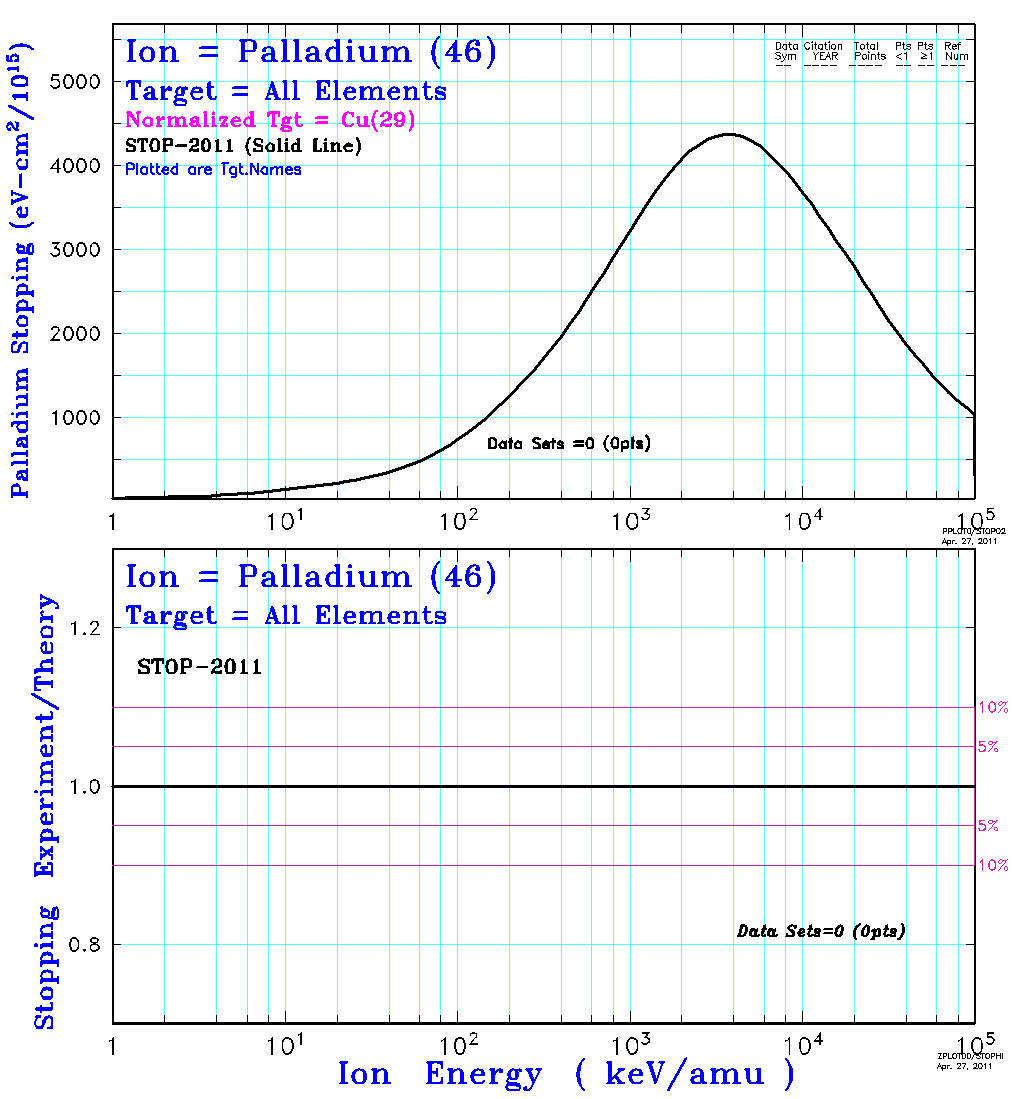 Ion = Palladium (46)
Target = All Elements
Normalized Tgt = Cu(29)
STOP-2011 (Solid Line)
Plotted are Tgt.Names
Data Sym Citation YEAR Total Points Pts <1 Pts ≥1 Ref Num
Palladium Stopping (eV-cm²/10¹⁵)
5000
4000
3000
2000
1000
Data Sets =0 (0pts)
1 10¹ 10² 10³ 10⁴ 10⁵
PPLOT0/STOP02
Apr. 27, 2011
Ion = Palladium (46)
Target = All Elements
STOP-2011
Stopping Experiment/Theory
1.2
10%
5%
1.0
5%
10%
0.8
Data Sets=0 (0pts)
1 10¹ 10² 10³ 10⁴ 10⁵
Ion Energy ( keV/amu )
ZPLOT0D/STOPHI
Apr. 27, 2011